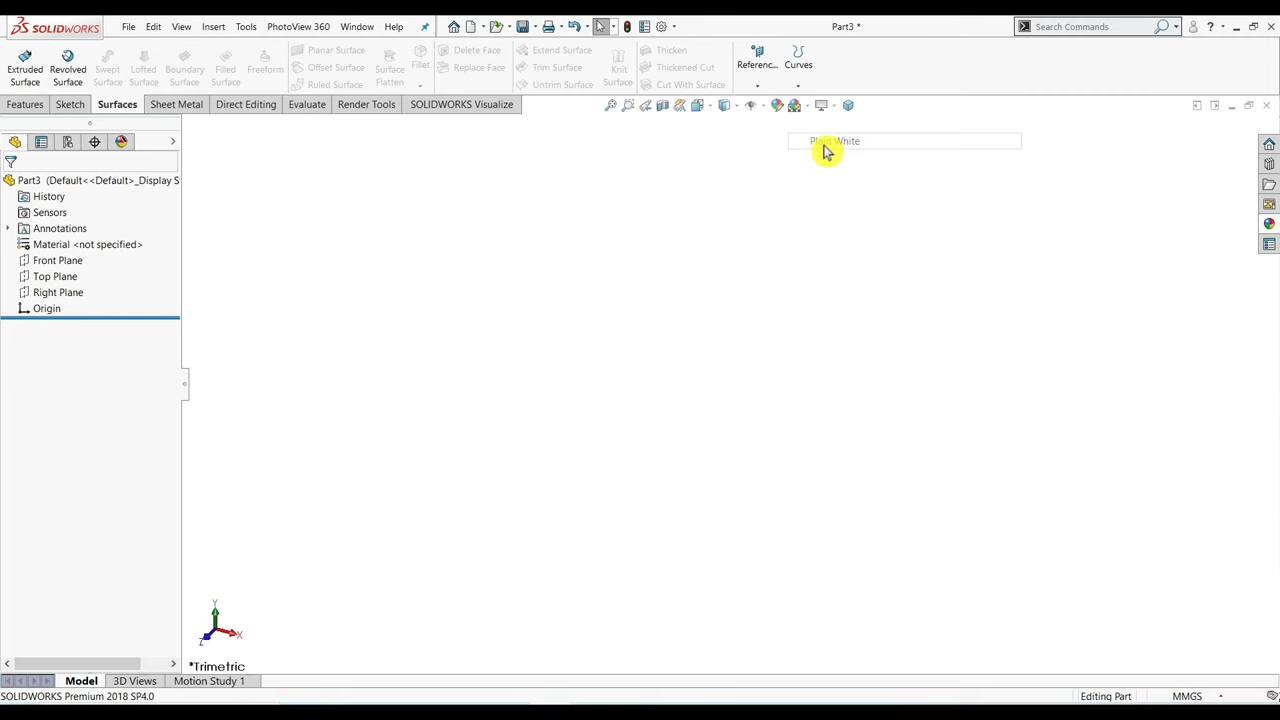 SOLIDWORKS File Edit View Insert Tools PhotoView 360 Window Help Part3 * Search Commands ?
Extruded Surface
Revolved Surface
Swept Surface
Lofted Surface
Boundary Surface
Filled Surface
Freeform
Planar Surface
Offset Surface
Ruled Surface
Surface Flatten
Fillet
Delete Face
Replace Face
Extend Surface
Trim Surface
Untrim Surface
Knit Surface
Thicken
Thickened Cut
Cut With Surface
Referenc...
Curves
Features Sketch Surfaces Sheet Metal Direct Editing Evaluate Render Tools SOLIDWORKS Visualize
Plain White
Part3 (Default<<Default>_Display S
History
Sensors
Annotations
Material <not specified>
Front Plane
Top Plane
Right Plane
Origin
Y
X
Z
*Trimetric
Model 3D Views Motion Study 1
SOLIDWORKS Premium 2018 SP4.0 Editing Part MMGS